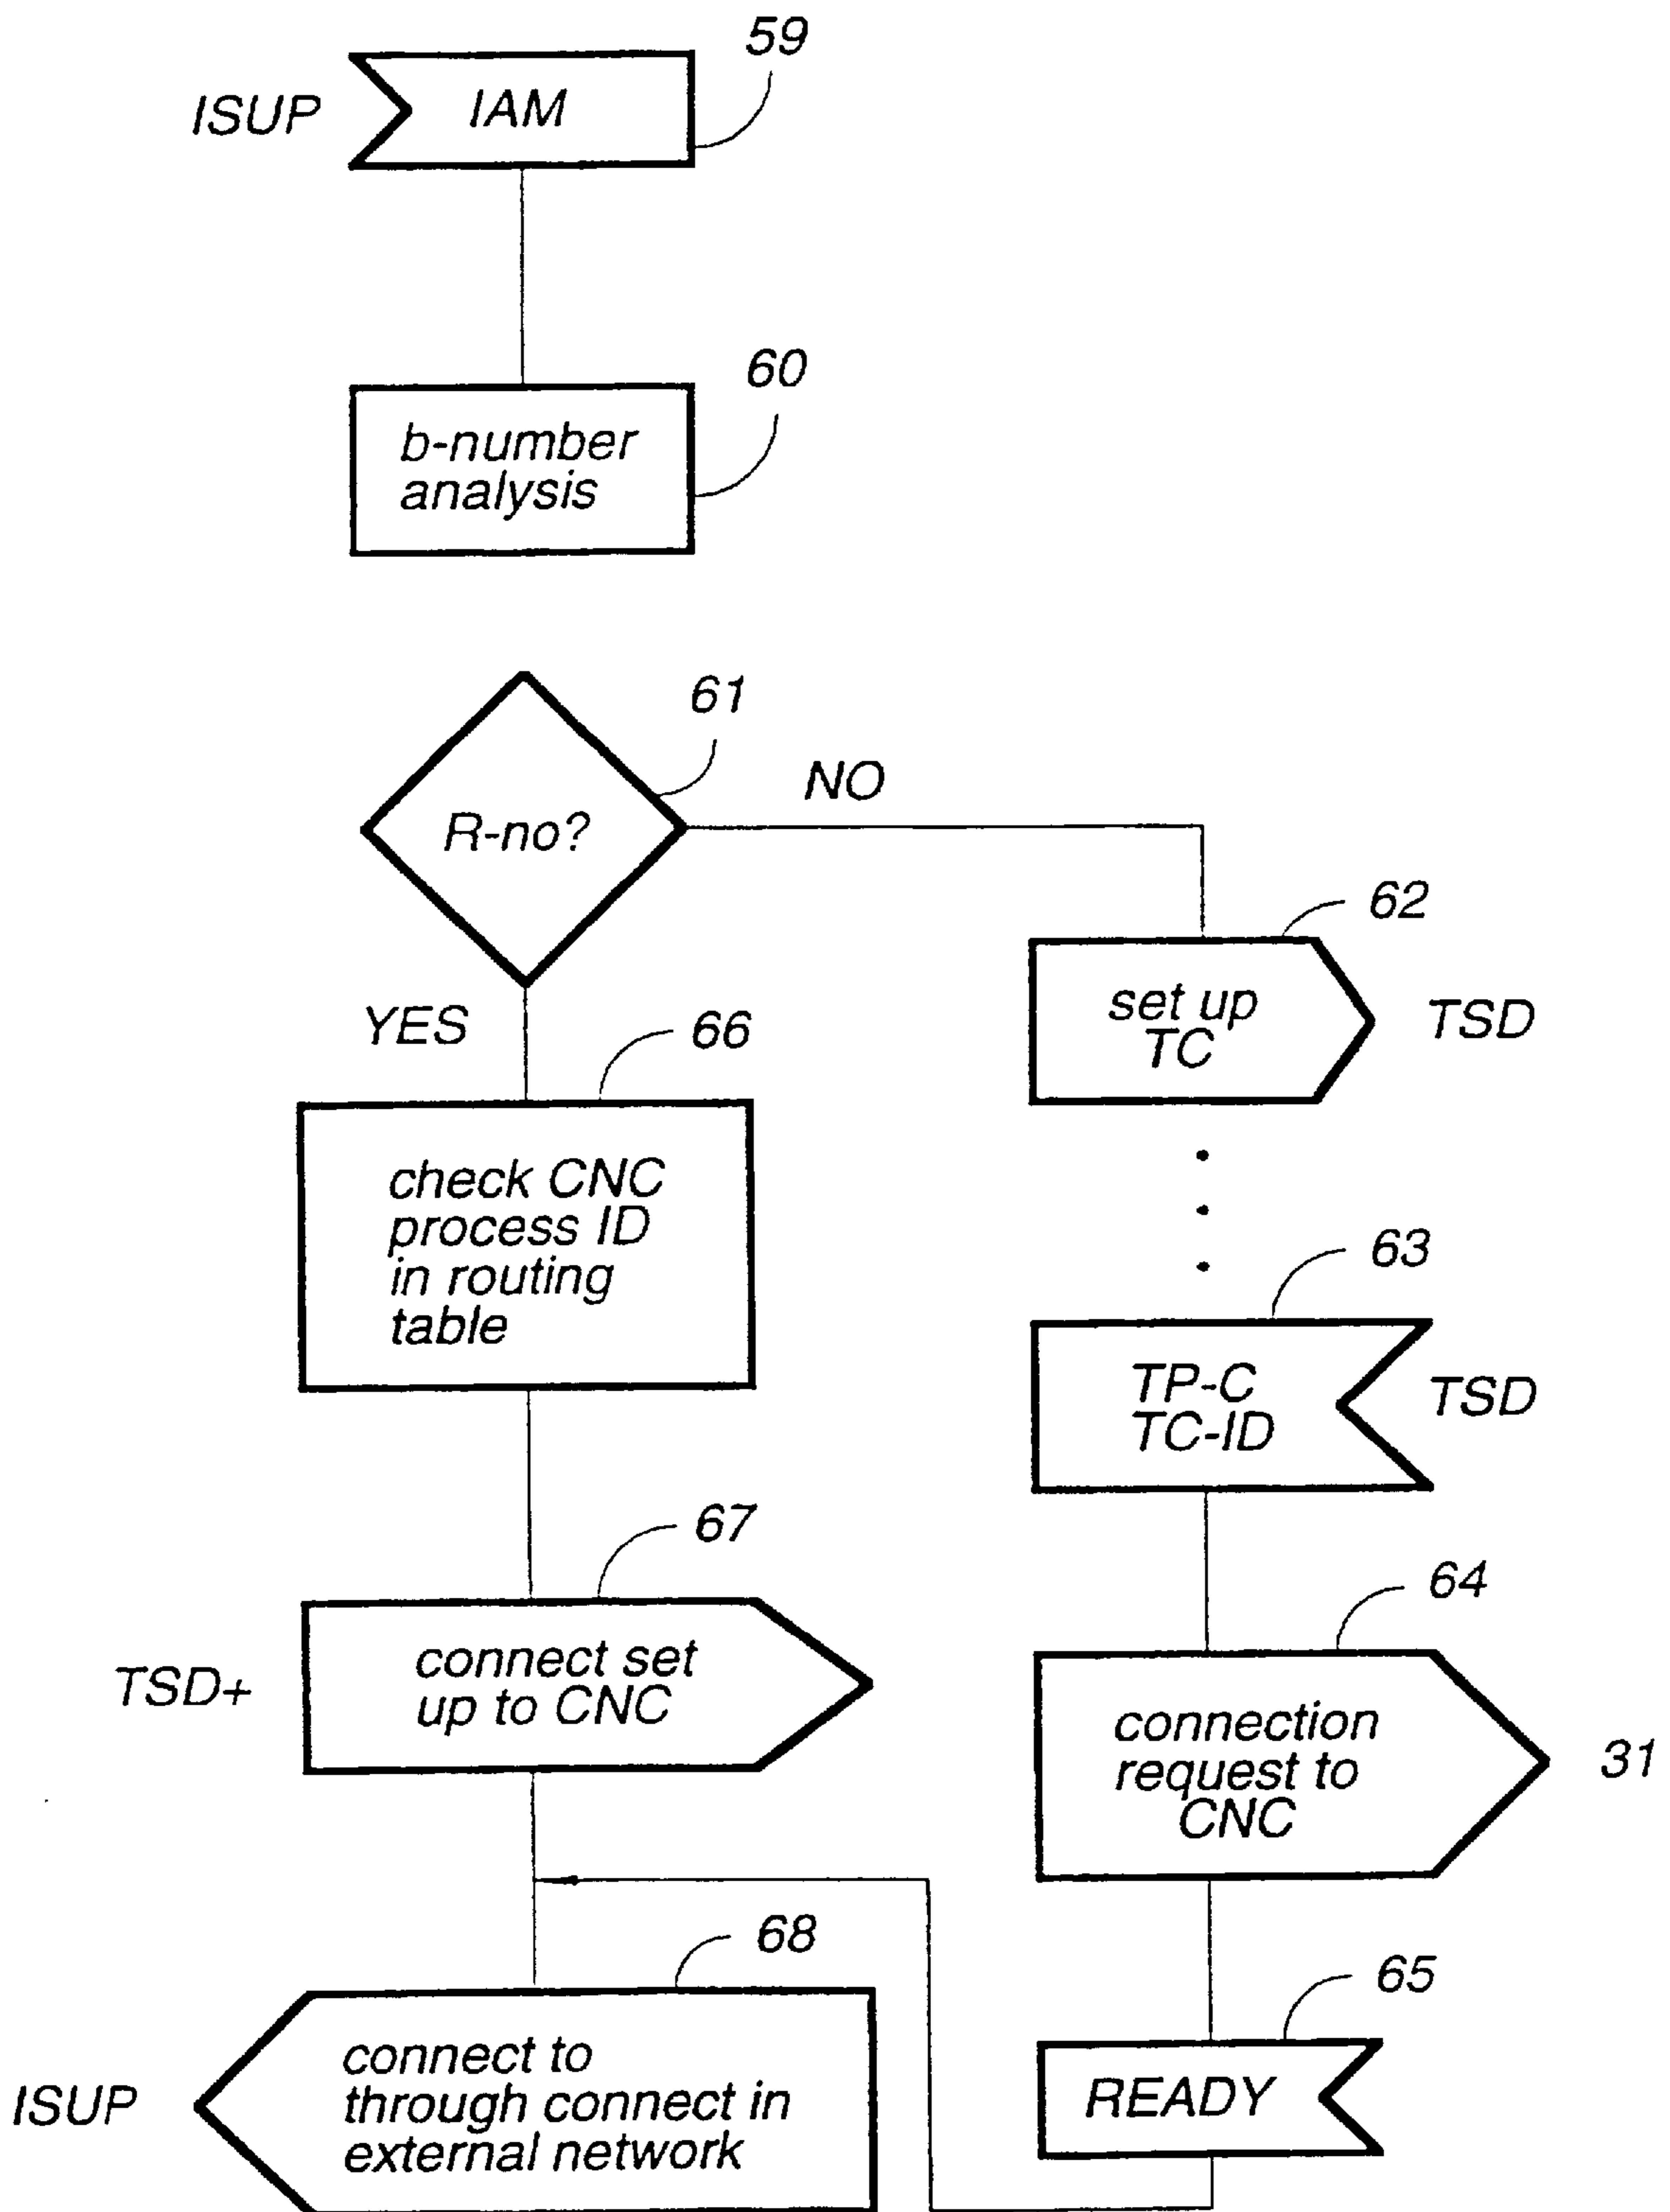 59
ISUP
IAM
60
b-number
analysis
61
NO
R-no?
62
YES
66
set up
TC
TSD
check CNC
process ID
in routing
table
63
TP-C
TC-ID
TSD
67
64
connect set
up to CNC
TSD+
connection
request to
CNC
31
68
65
connect to
through connect in
external network
ISUP
READY